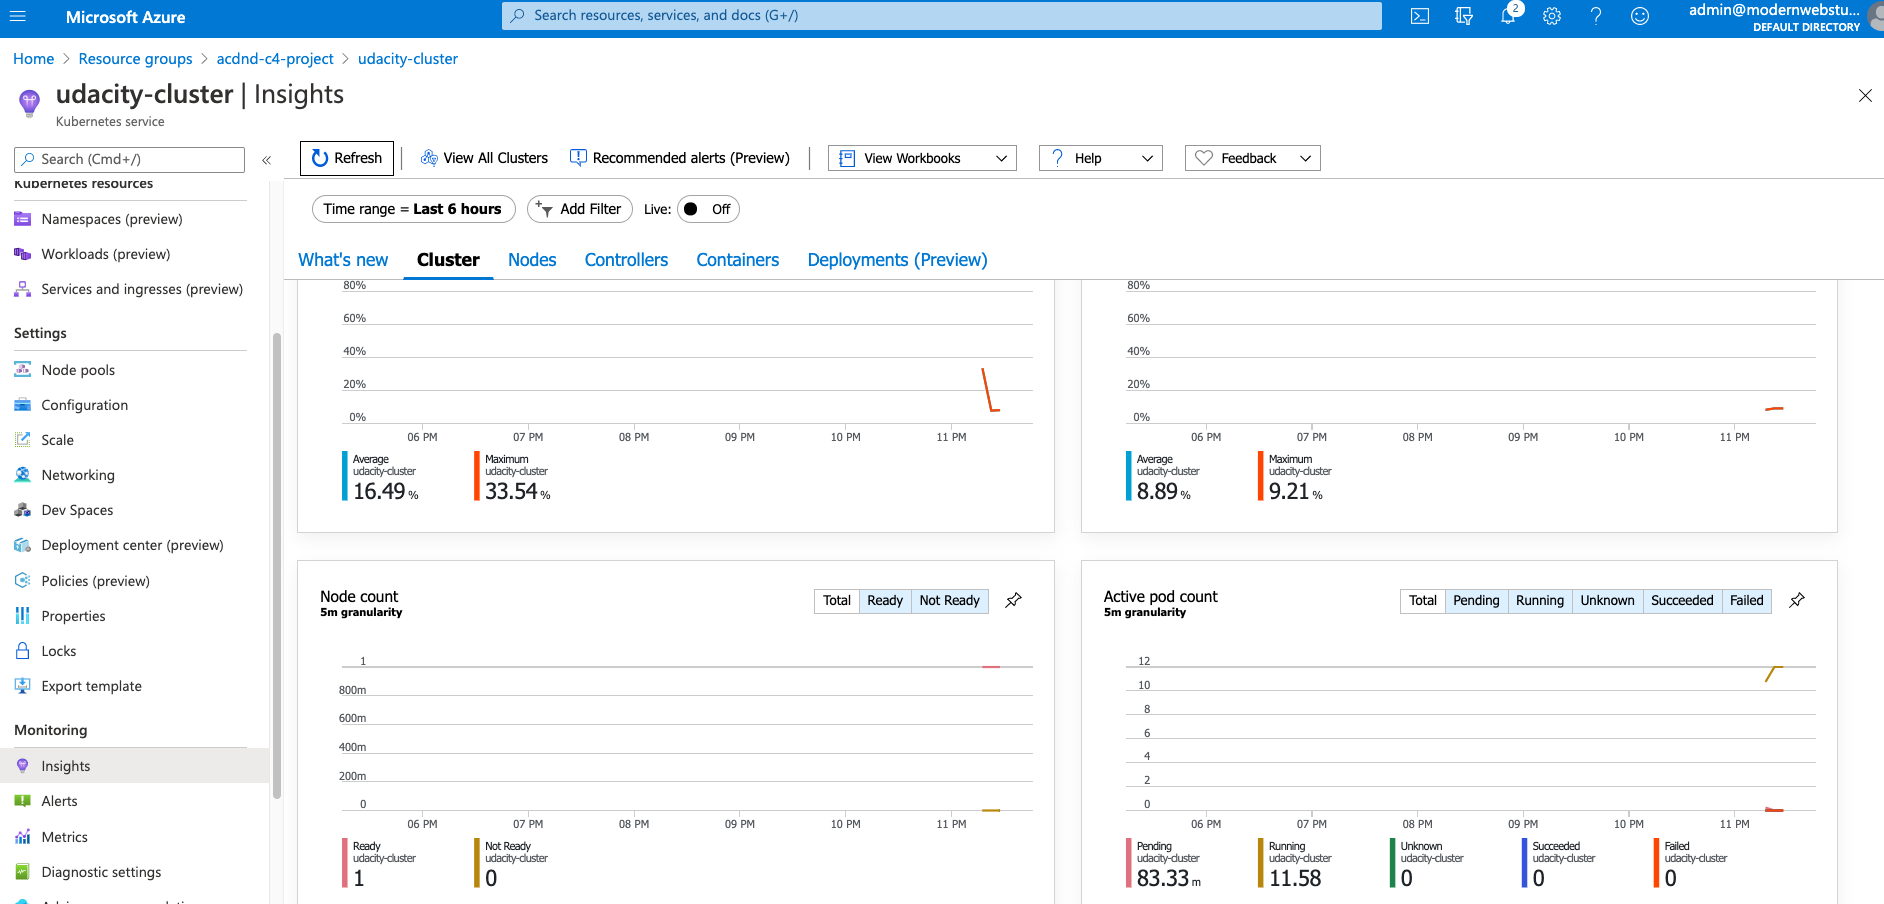 Microsoft Azure
Search resources, services, and docs (G+/)
2
admin@modernwebstu...
DEFAULT DIRECTORY
Home > Resource groups > acdnd-c4-project > udacity-cluster
udacity-cluster | Insights
Kubernetes service
Search (Cmd+/)
«
Kubernetes resources
Namespaces (preview)
Workloads (preview)
Services and ingresses (preview)
Settings
Node pools
Configuration
Scale
Networking
Dev Spaces
Deployment center (preview)
Policies (preview)
Properties
Locks
Export template
Monitoring
Insights
Alerts
Metrics
Diagnostic settings
Refresh
View All Clusters
Recommended alerts (Preview)
View Workbooks
Help
Feedback
Time range = Last 6 hours
Add Filter
Live:
Off
What's new
Cluster
Nodes
Controllers
Containers
Deployments (Preview)
80%
60%
40%
20%
0%
06 PM 07 PM 08 PM 09 PM 10 PM 11 PM
Average
udacity-cluster
16.49 %
Maximum
udacity-cluster
33.54 %
80%
60%
40%
20%
0%
06 PM 07 PM 08 PM 09 PM 10 PM 11 PM
Average
udacity-cluster
8.89 %
Maximum
udacity-cluster
9.21 %
Node count
5m granularity
Total Ready Not Ready
1
800m
600m
400m
200m
0
06 PM 07 PM 08 PM 09 PM 10 PM 11 PM
Ready
udacity-cluster
1
Not Ready
udacity-cluster
0
Active pod count
5m granularity
Total Pending Running Unknown Succeeded Failed
12
10
8
6
4
2
0
06 PM 07 PM 08 PM 09 PM 10 PM 11 PM
Pending
udacity-cluster
83.33 m
Running
udacity-cluster
11.58
Unknown
udacity-cluster
0
Succeeded
udacity-cluster
0
Failed
udacity-cluster
0